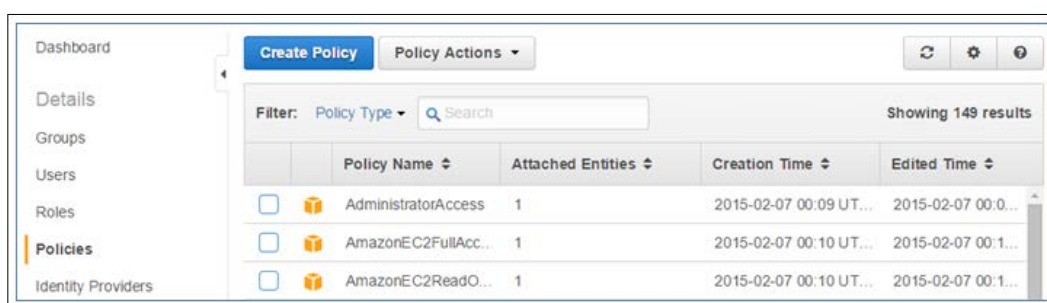 Dashboard
Details
Groups
Users
Roles
Policies
Identity Providers
Create Policy
Policy Actions
Filter: Policy Type Search Showing 149 results
Policy Name Attached Entities Creation Time Edited Time
AdministratorAccess 1 2015-02-07 00:09 UT... 2015-02-07 00:0...
AmazonEC2FullAcc... 1 2015-02-07 00:10 UT... 2015-02-07 00:1...
AmazonEC2ReadO... 1 2015-02-07 00:10 UT... 2015-02-07 00:1...